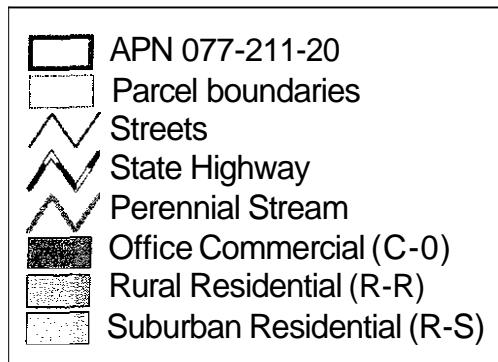 APN 077-211-20
Parcel boundaries
Streets
State Highway
Perennial Stream
Office Commercial (C-0)
Rural Residential (R-R)
Suburban Residential (R-S)